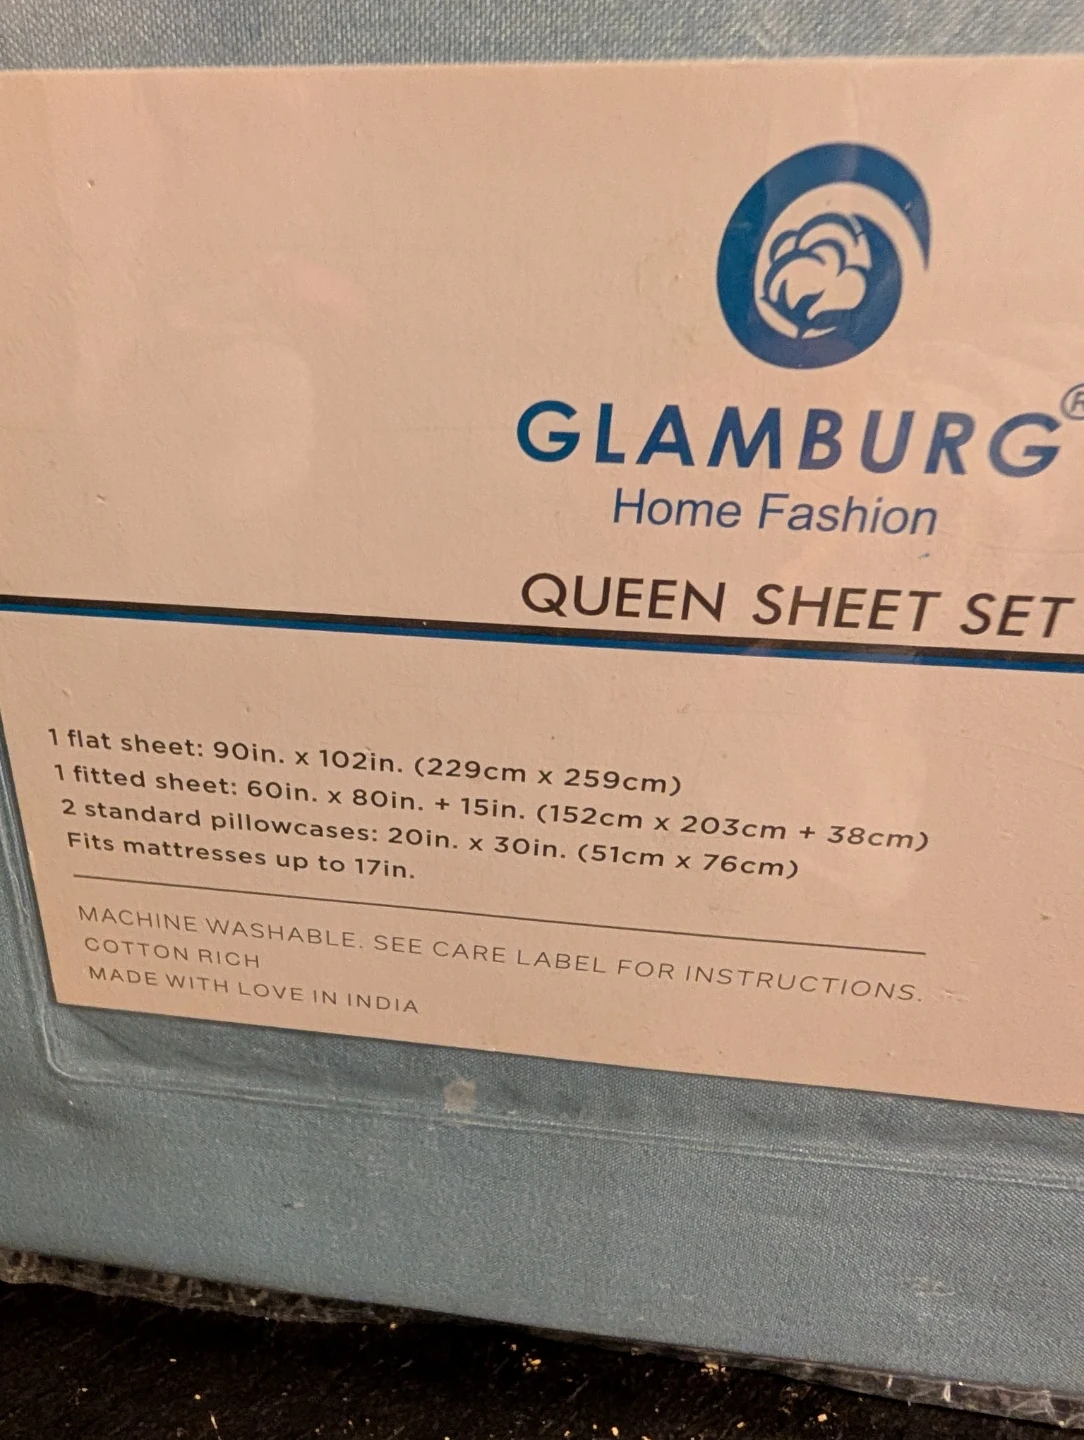 GLAMBURG®
Home Fashion
QUEEN SHEET SET
1 flat sheet: 90in. x 102in. (229cm x 259cm)
1 fitted sheet: 60in. x 80in. + 15in. (152cm x 203cm + 38cm)
2 standard pillowcases: 20in. x 30in. (51cm x 76cm)
Fits mattresses up to 17in.
MACHINE WASHABLE. SEE CARE LABEL FOR INSTRUCTIONS.
COTTON RICH
MADE WITH LOVE IN INDIA